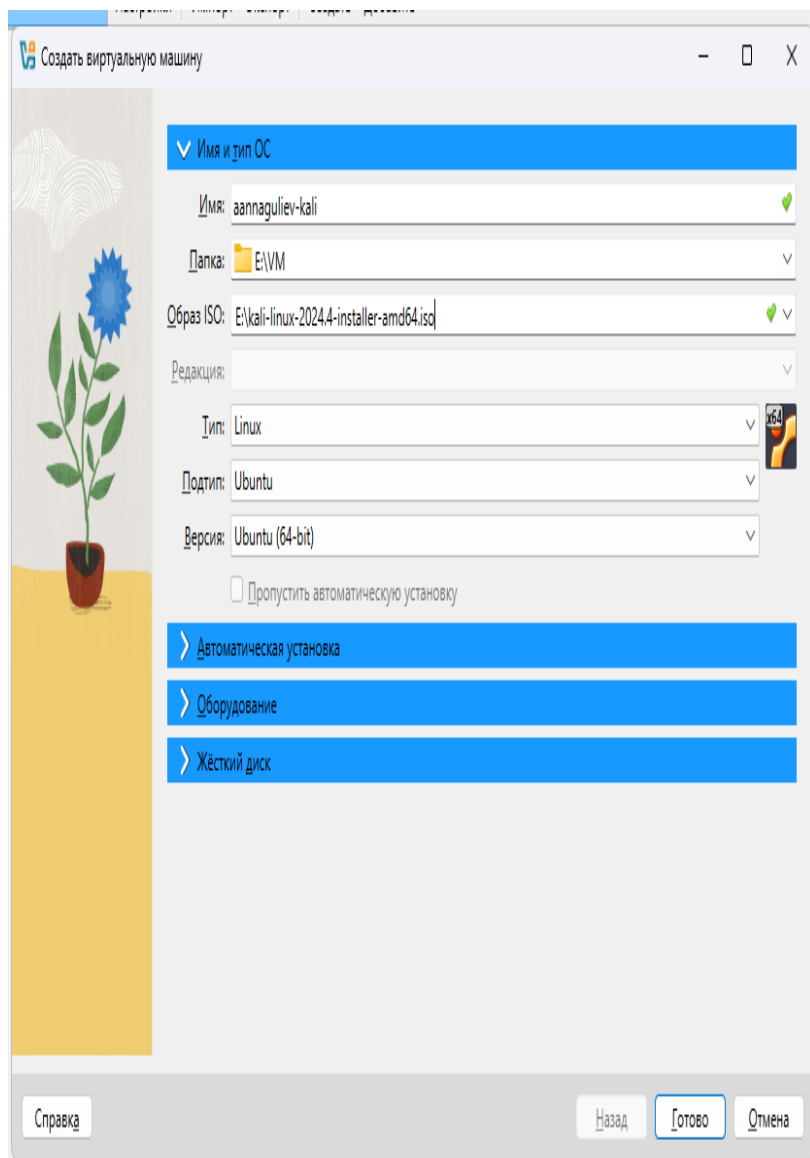 Создать виртуальную машину
Имя и тип ОС
Имя: aannaguliev-kali
Папка: E:\VM
Образ ISO: E:\kali-linux-2024.4-installer-amd64.iso
Редакция:
Тип: Linux
x64
Подтип: Ubuntu
Версия: Ubuntu (64-bit)
Пропустить автоматическую установку
Автоматическая установка
Оборудование
Жёсткий диск
Справка Назад Готово Отмена